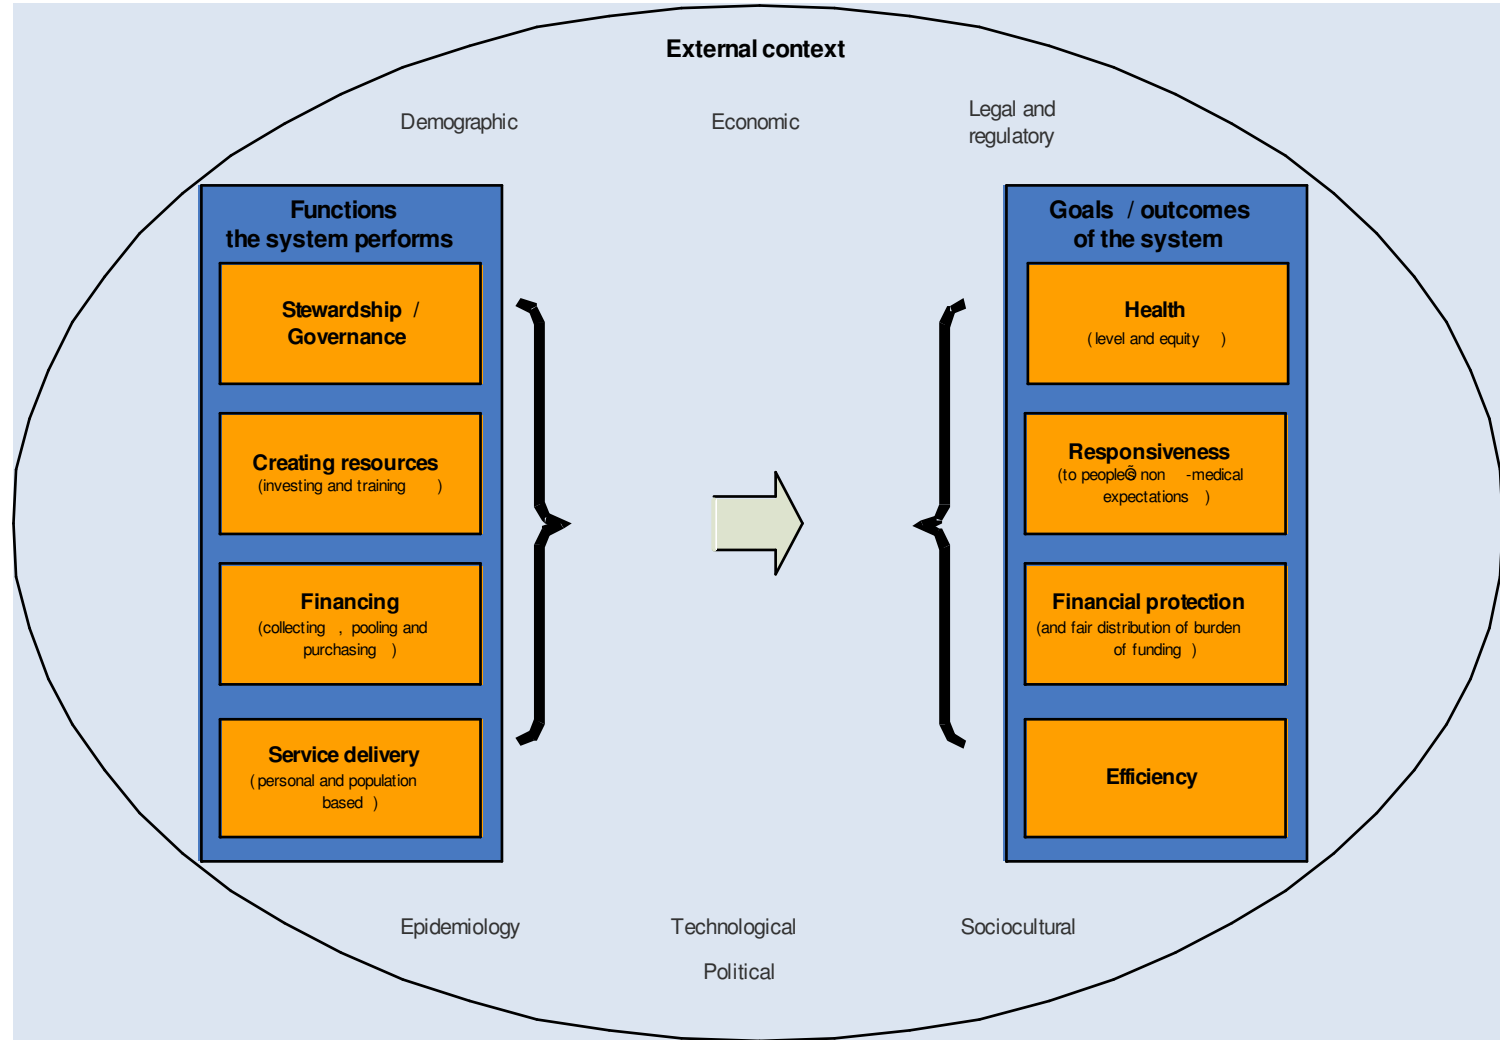 External context
Demographic
Economic
Legal and
regulatory
Functions
the system performs
Stewardship /
Governance
Creating resources
(investing and training )
Financing
(collecting , pooling and
purchasing )
Service delivery
( personal and population
based )
Goals / outcomes
of the system
Health
( level and equity )
Responsiveness
(to peopleÕs non -medical
expectations )
Financial protection
(and fair distribution of burden
of funding )
Efficiency
Epidemiology
Technological
Sociocultural
Political